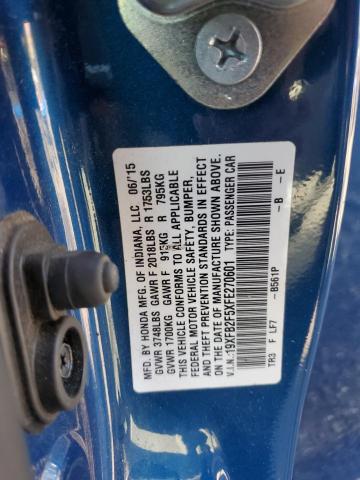 MFD. BY HONDA MFG. OF INDIANA, LLC 06/'15
GVWR 3748LBS GAWR F 2018LBS R 1753LBS
GVWR 1700KG GAWR F 915KG R 795KG
THIS VEHICLE CONFORMS TO ALL APPLICABLE
FEDERAL MOTOR VEHICLE SAFETY, BUMPER,
AND THEFT PREVENTION STANDARDS IN EFFECT
ON THE DATE OF MANUFACTURE SHOWN ABOVE.
V.I.N.:19XFB2F5XFE270601 TYPE: PASSENGER CAR
TR3 F LF7 -B561P -B -E